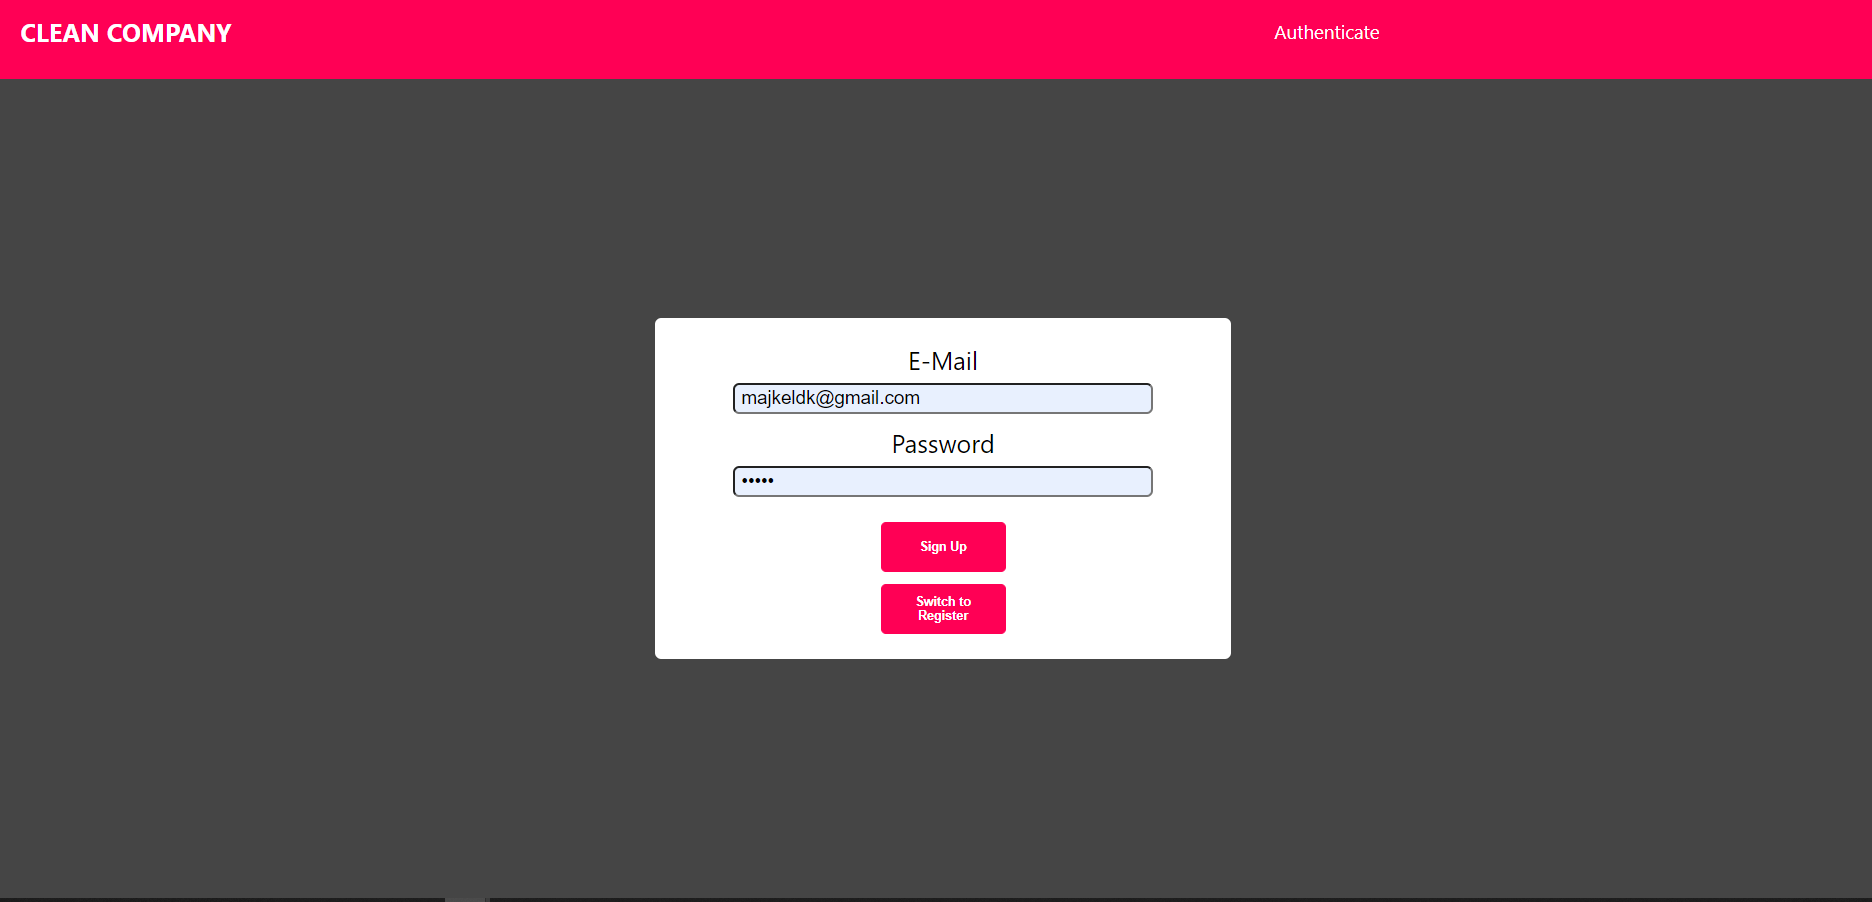 CLEAN COMPANY
Authenticate
E-Mail
majkeldk@gmail.com
Password
•••••
Sign Up
Switch to
Register